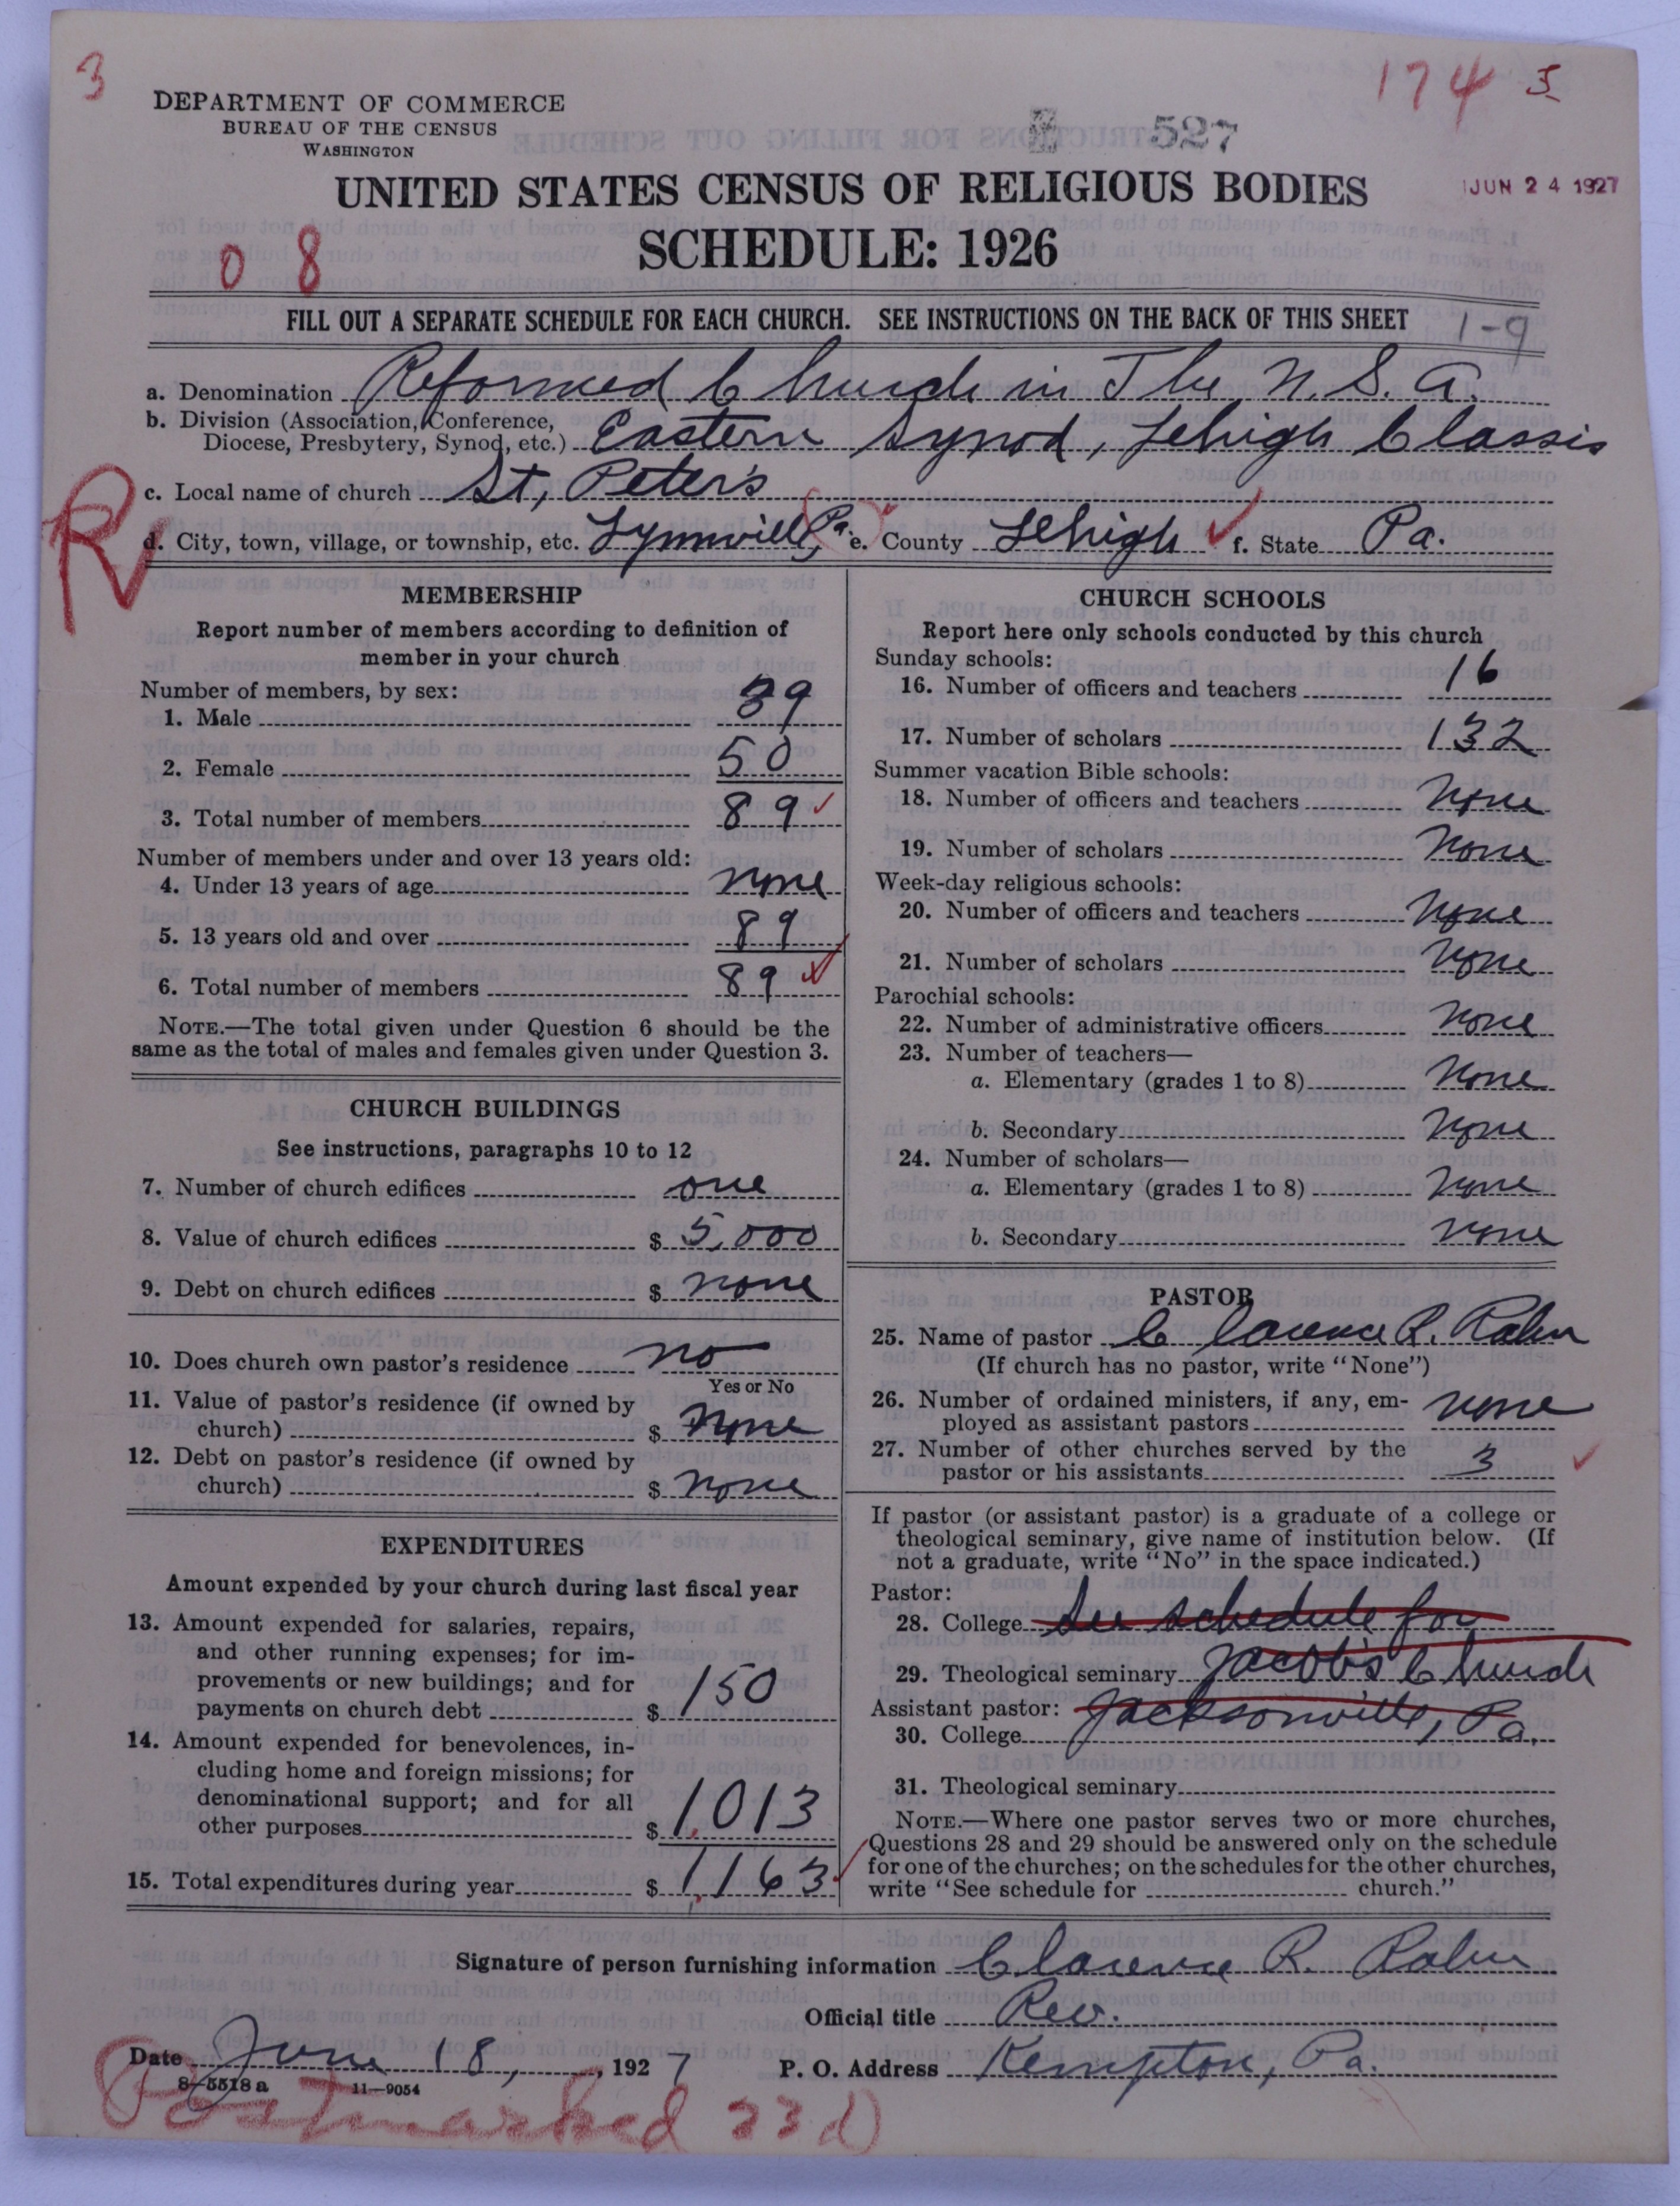 3
174 5
DEPARTMENT OF COMMERCE
BUREAU OF THE CENSUS
WASHINGTON
527
UNITED STATES CENSUS OF RELIGIOUS BODIES
JUN 24 1927
SCHEDULE: 1926
0 8
FILL OUT A SEPARATE SCHEDULE FOR EACH CHURCH. SEE INSTRUCTIONS ON THE BACK OF THIS SHEET
1-9
a. Denomination Reformed Church in The U.S.A.
b. Division (Association, Conference,
Diocese, Presbytery, Synod, etc.) Eastern Synod, Lehigh Classis
c. Local name of church St, Peter's
R
d. City, town, village, or township, etc. Lynnville, Pa. e. County Lehigh f. State Pa.
MEMBERSHIP
Report number of members according to definition of
member in your church
Number of members, by sex:
1. Male 39
2. Female 50
3. Total number of members 89
Number of members under and over 13 years old:
4. Under 13 years of age none
5. 13 years old and over 89
6. Total number of members 89
NOTE.—The total given under Question 6 should be the
same as the total of males and females given under Question 3.
CHURCH BUILDINGS
See instructions, paragraphs 10 to 12
7. Number of church edifices one
8. Value of church edifices $ 5,000
9. Debt on church edifices $ none
10. Does church own pastor's residence no
Yes or No
11. Value of pastor's residence (if owned by
church) $ none
12. Debt on pastor's residence (if owned by
church) $ none
EXPENDITURES
Amount expended by your church during last fiscal year
13. Amount expended for salaries, repairs,
and other running expenses; for im-
provements or new buildings; and for
payments on church debt $ 150
14. Amount expended for benevolences, in-
cluding home and foreign missions; for
denominational support; and for all
other purposes $ 1,013
15. Total expenditures during year $ 1,163
CHURCH SCHOOLS
Report here only schools conducted by this church
Sunday schools:
16. Number of officers and teachers 16
17. Number of scholars 132
Summer vacation Bible schools:
18. Number of officers and teachers none
19. Number of scholars none
Week-day religious schools:
20. Number of officers and teachers none
21. Number of scholars none
Parochial schools:
22. Number of administrative officers none
23. Number of teachers—
a. Elementary (grades 1 to 8) none
b. Secondary none
24. Number of scholars—
a. Elementary (grades 1 to 8) none
b. Secondary none
PASTOR
25. Name of pastor Clarence R. Rahn
(If church has no pastor, write "None")
26. Number of ordained ministers, if any, em-
ployed as assistant pastors none
27. Number of other churches served by the
pastor or his assistants 3
If pastor (or assistant pastor) is a graduate of a college or
theological seminary, give name of institution below. (If
not a graduate, write "No" in the space indicated.)
Pastor:
28. College See schedule for
29. Theological seminary Jacob's Church
Assistant pastor: Jacksonville, Pa.
30. College
31. Theological seminary
NOTE.—Where one pastor serves two or more churches,
Questions 28 and 29 should be answered only on the schedule
for one of the churches; on the schedules for the other churches,
write "See schedule for church."
Signature of person furnishing information Clarence R. Rahn
Official title Rev.
Date June 18, 1927 P. O. Address Kempton, Pa.
8—5518 a 11—9054
Postmarked 23d